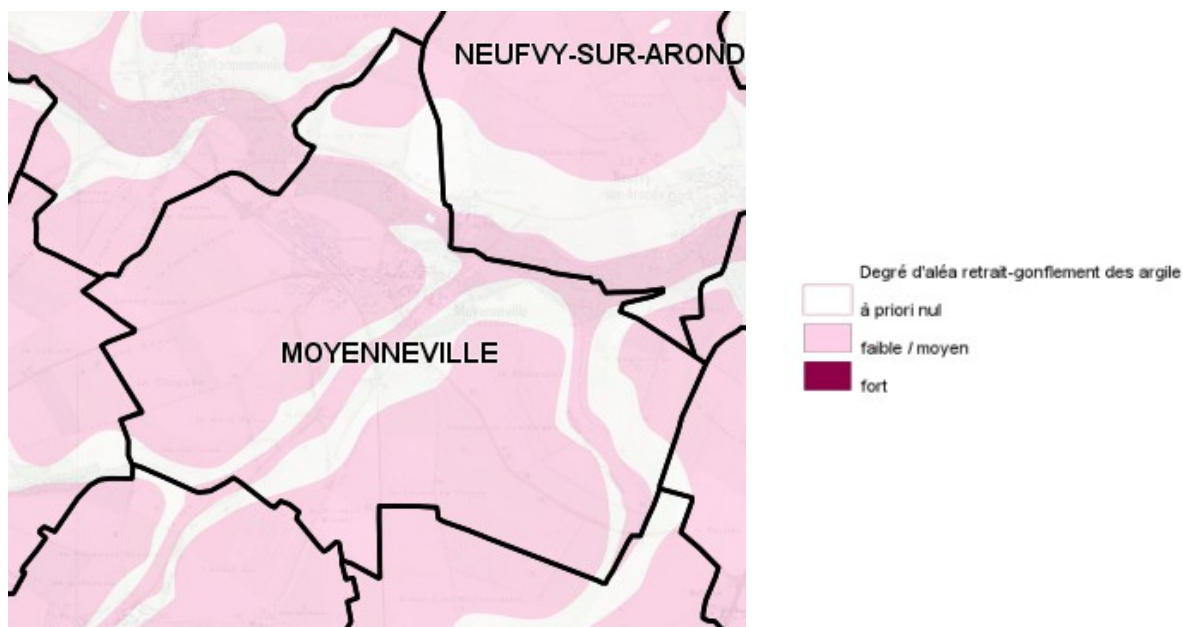 NEUFVY-SUR-AROND
MOYENNEVILLE
Degré d'aléa retrait-gonflement des argile
à priori nul
faible / moyen
fort